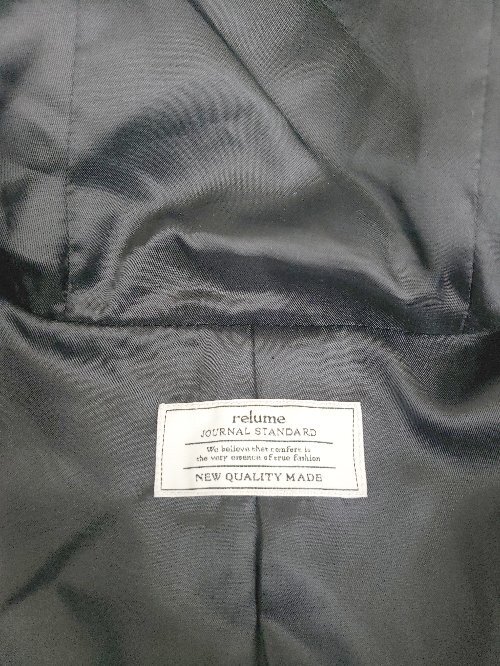 relume
JOURNAL STANDARD
We believe that comfort is
the very essence of true fashion
NEW QUALITY MADE